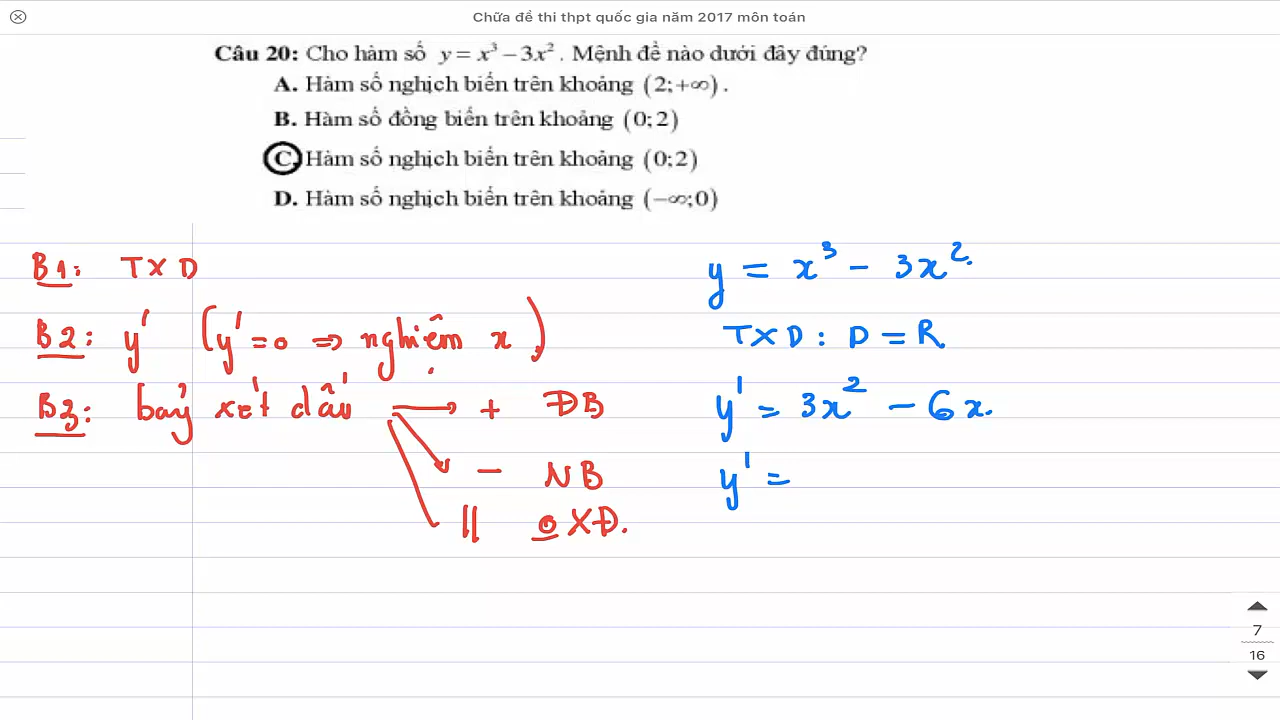 Chữa đề thi thpt quốc gia năm 2017 môn toán
Câu 20: Cho hàm số y = x³ − 3x² . Mệnh đề nào dưới đây đúng?
A. Hàm số nghịch biến trên khoảng (2;+∞) .
B. Hàm số đồng biến trên khoảng (0;2)
C Hàm số nghịch biến trên khoảng (0;2)
D. Hàm số nghịch biến trên khoảng (−∞;0)
B1: TXD
B2: y' (y'=0 ⇒ nghiệm x)
B3: bảng xét dấu → + ĐB
− NB
|| 0 XĐ.
y = x³ − 3x².
TXD : D = R
y' = 3x² − 6x.
y' =
7
16